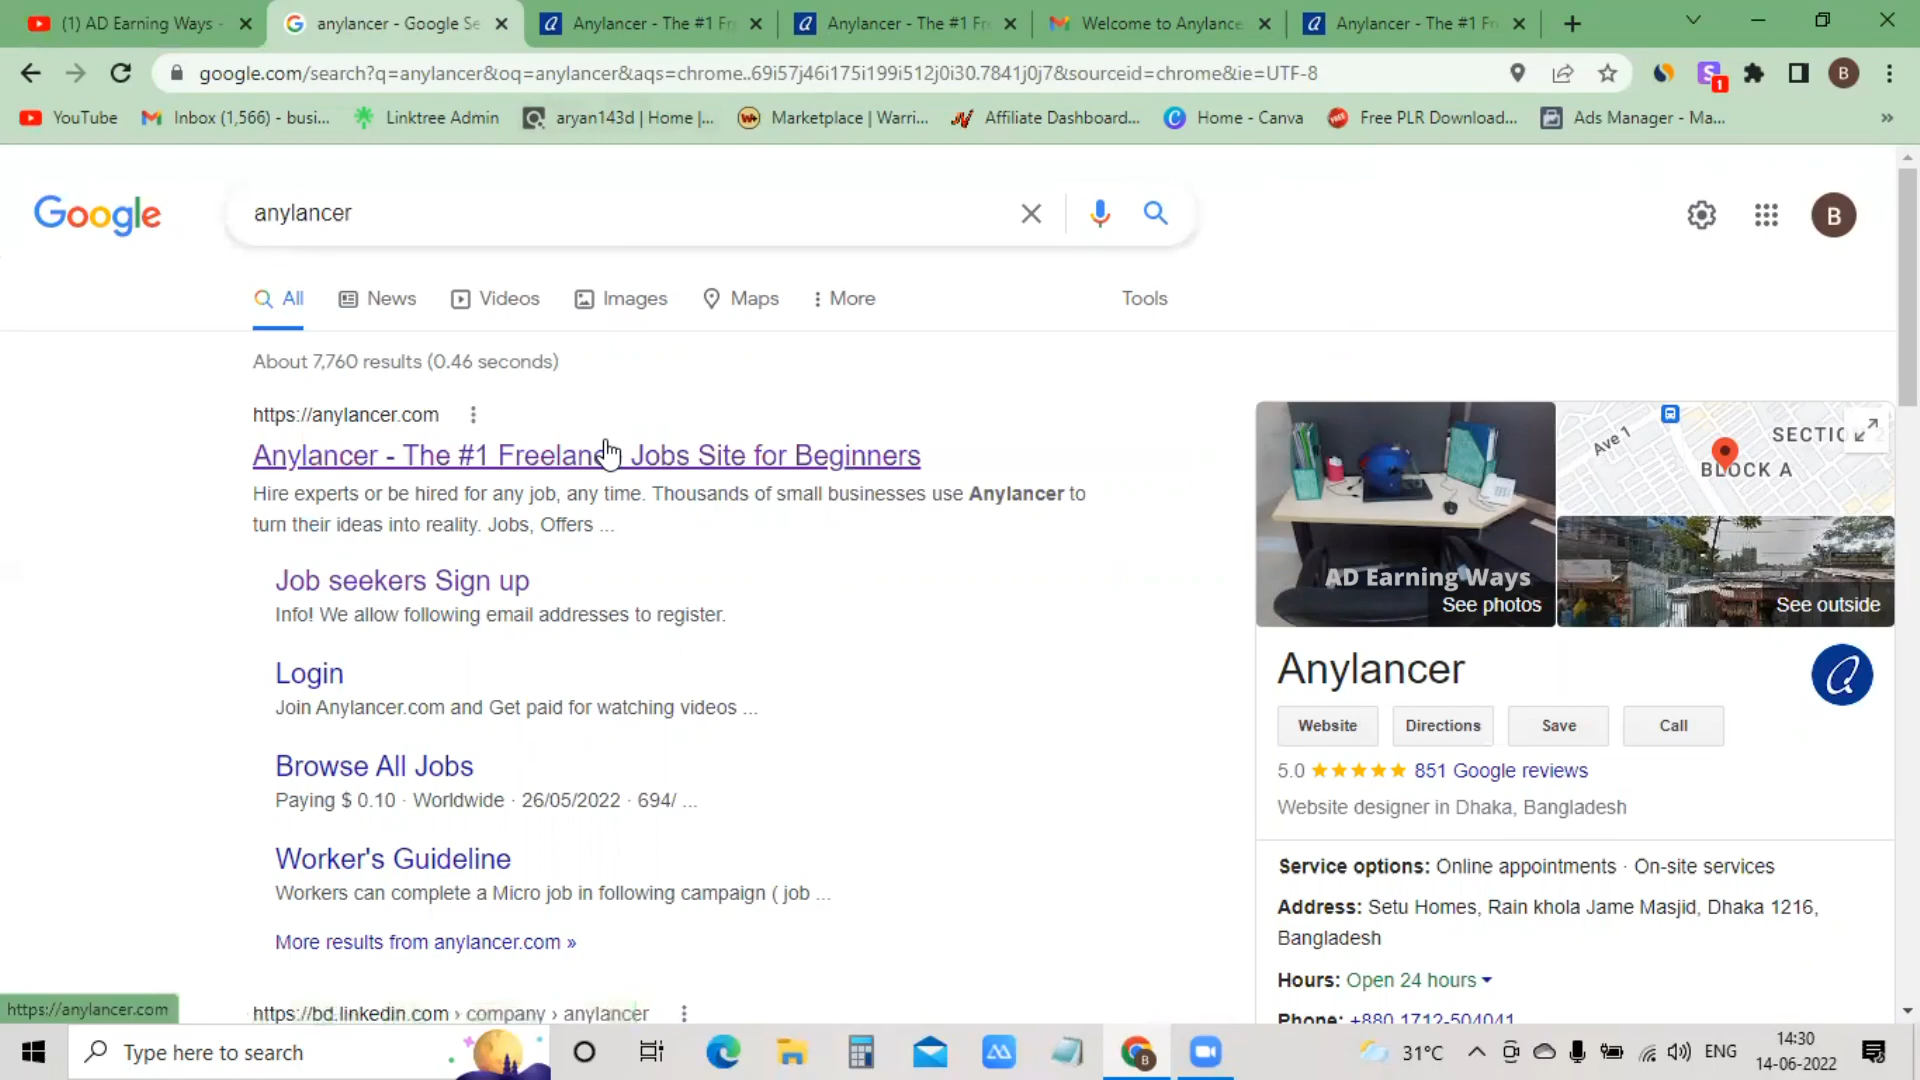 (1) AD Earning Ways -
anylancer - Google Se
Anylancer - The #1 Fr
Anylancer - The #1 Fr
Welcome to Anylance
Anylancer - The #1 Fr
google.com/search?q=anylancer&oq=anylancer&aqs=chrome..69i57j46i175i199i512j0i30.7841j0j7&sourceid=chrome&ie=UTF-8
1
B
YouTube
Inbox (1,566) - busi...
Linktree Admin
aryan143d | Home |...
Marketplace | Warri...
Affiliate Dashboard...
Home - Canva
Free PLR Download...
Ads Manager - Ma...
»
Google
anylancer
B
All
News
Videos
Images
Maps
More
Tools
About 7,760 results (0.46 seconds)
https://anylancer.com
Anylancer - The #1 Freelance Jobs Site for Beginners
Hire experts or be hired for any job, any time. Thousands of small businesses use Anylancer to
turn their ideas into reality. Jobs, Offers ...
Job seekers Sign up
Info! We allow following email addresses to register.
Login
Join Anylancer.com and Get paid for watching videos ...
Browse All Jobs
Paying $ 0.10 · Worldwide · 26/05/2022 · 694/ ...
Worker's Guideline
Workers can complete a Micro job in following campaign ( job ...
More results from anylancer.com »
https://bd.linkedin.com › company › anylancer
https://anylancer.com
Ave 1
BLOCK A
AD Earning Ways
See photos
See outside
Anylancer
Website
Directions
Save
Call
5.0
851 Google reviews
Website designer in Dhaka, Bangladesh
Service options: Online appointments · On-site services
Address: Setu Homes, Rain khola Jame Masjid, Dhaka 1216,
Bangladesh
Hours: Open 24 hours
Phone: +880 1712-504041
Type here to search
B
31°C
ENG
14:30
14-06-2022